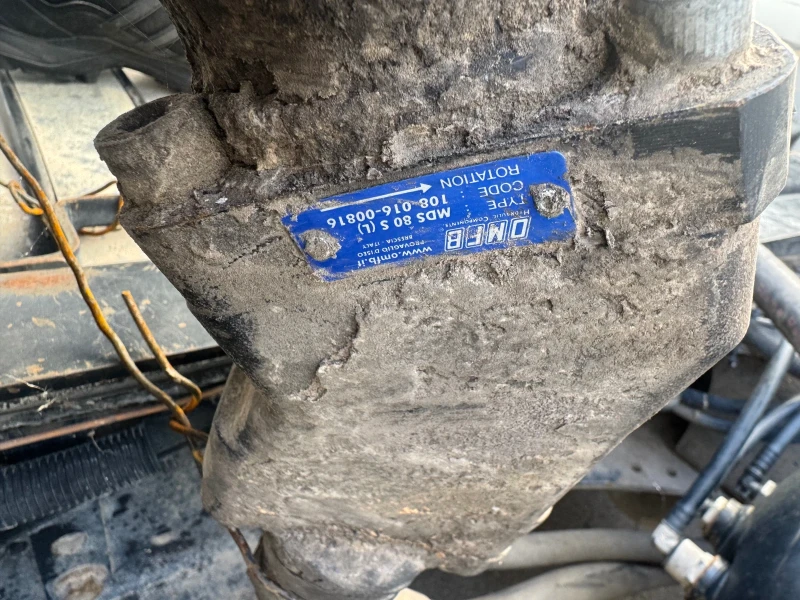 www.omfb.it
PROVAGLIO D'ISEO
BRESCIA - ITALY
OMFB
HYDRAULIC COMPONENTS
TYPE : MDS 80 S (L)
CODE : 108-016-00816
ROTATION